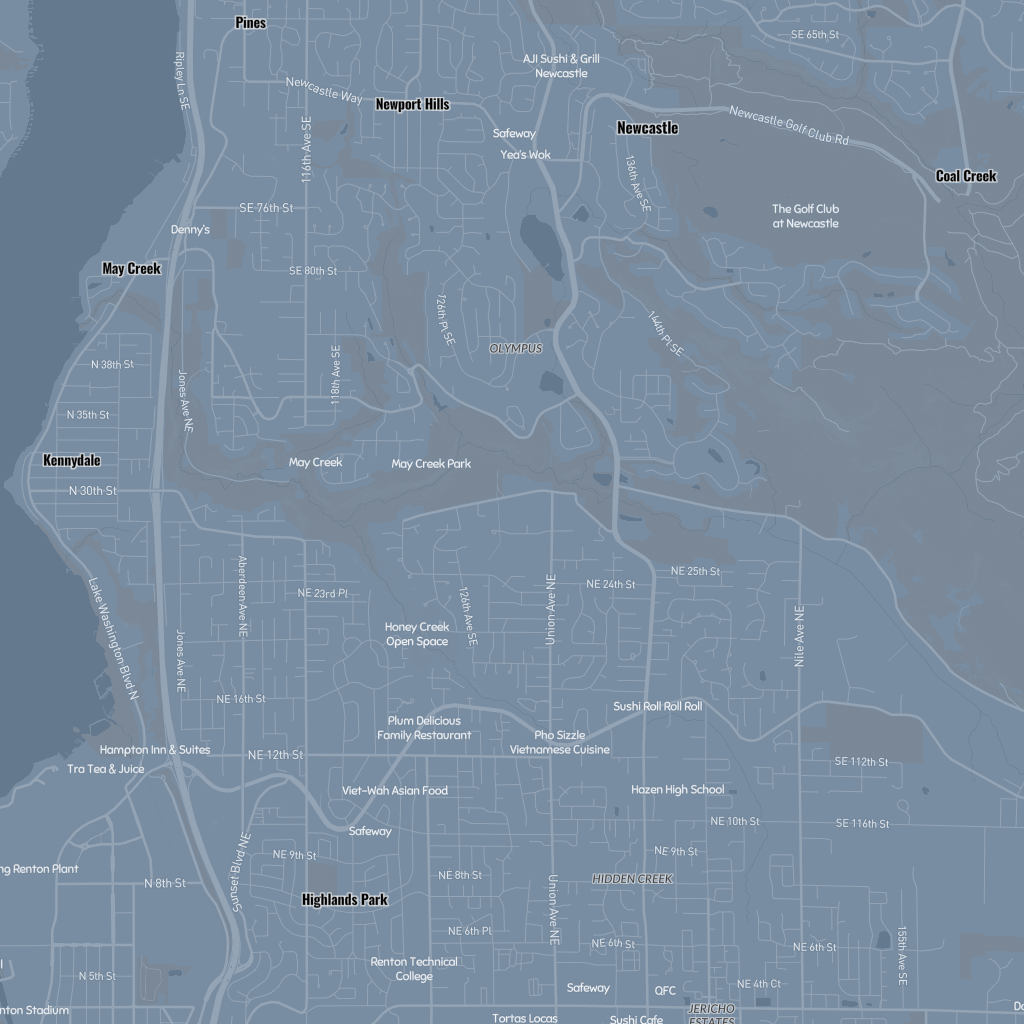 Pines
SE 65th St
Ripley Ln SE
AJI Sushi & Grill
Newcastle
Newcastle Way
Newport Hills
Newcastle Golf Club Rd
Newcastle
Safeway
Yea's Wok
116th Ave SE
136th Ave SE
Coal Creek
SE 76th St
The Golf Club
at Newcastle
Denny's
May Creek
SE 80th St
126th Pl SE
144th Pl SE
OLYMPUS
N 38th St
118th Ave SE
Jones Ave NE
N 35th St
Kennydale
May Creek
May Creek Park
N 30th St
Aberdeen Ave NE
NE 25th St
NE 24th St
NE 23rd Pl
Lake Washington Blvd N
126th Ave SE
Union Ave NE
Nile Ave NE
Honey Creek
Open Space
Jones Ave NE
NE 16th St
Sushi Roll Roll Roll
Plum Delicious
Family Restaurant
Pho Sizzle
Vietnamese Cuisine
Hampton Inn & Suites
NE 12th St
SE 112th St
Tra Tea & Juice
Viet-Wah Asian Food
Hazen High School
NE 10th St
SE 116th St
Safeway
NE 9th St
NE 9th St
Sunset Blvd NE
ng Renton Plant
N 8th St
NE 8th St
HIDDEN CREEK
Highlands Park
Union Ave NE
NE 6th Pl
NE 6th St
NE 6th St
155th Ave SE
Renton Technical
College
N 5th St
NE 4th Ct
Safeway
QFC
nton Stadium
JERICHO
ESTATES
Tortas Locas
Sushi Cafe